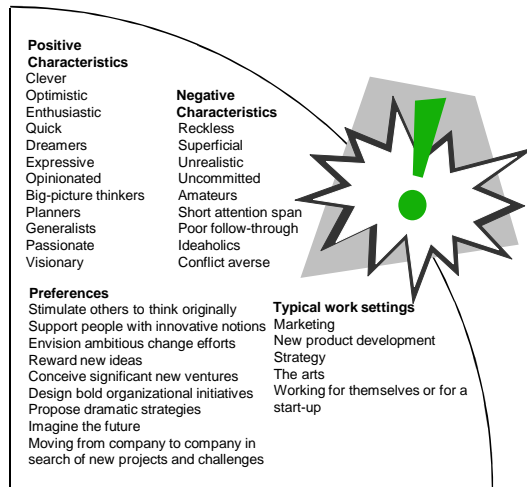 Positive
Characteristics
Clever
Optimistic
Enthusiastic
Quick
Dreamers
Expressive
Opinionated
Big-picture thinkers
Planners
Generalists
Passionate
Visionary
Negative
Characteristics
Reckless
Superficial
Unrealistic
Uncommitted
Amateurs
Short attention span
Poor follow-through
Ideaholics
Conflict averse
!
Preferences
Stimulate others to think originally
Support people with innovative notions
Envision ambitious change efforts
Reward new ideas
Conceive significant new ventures
Design bold organizational initiatives
Propose dramatic strategies
Imagine the future
Moving from company to company in
search of new projects and challenges
Typical work settings
Marketing
New product development
Strategy
The arts
Working for themselves or for a
start-up